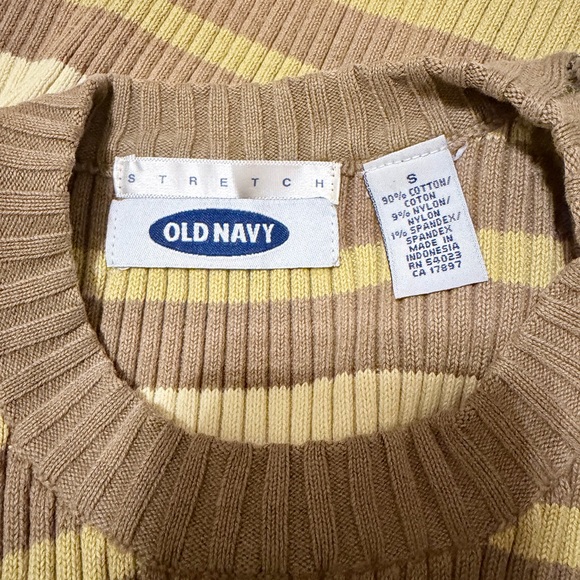 STRETCH
OLD NAVY
S
90% COTTON/
COTON
9% NYLON/
NYLON
1% SPANDEX/
SPANDEX
MADE IN
INDONESIA
RN 54023
CA 17897